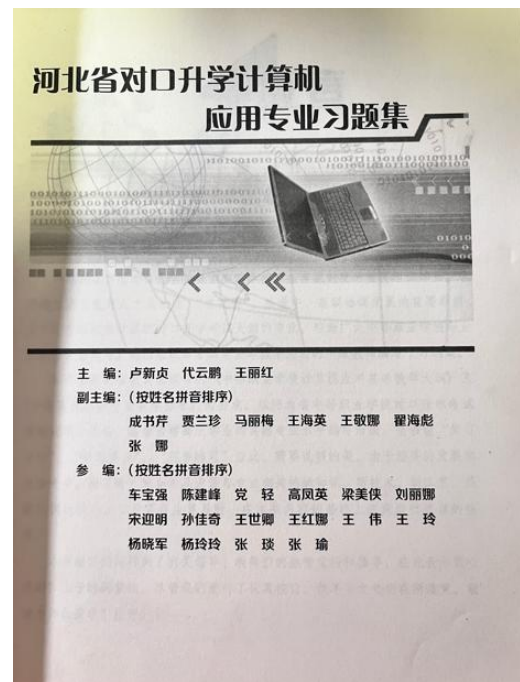 河北省对口升学计算机
应用专业习题集
主　编：卢新贞　代云鹏　王丽红
副主编：（按姓名拼音排序）
成书芹　贾兰珍　马丽梅　王海英　王敬娜　翟海彪
张　娜
参　编：（按姓名拼音排序）
车宝强　陈建峰　党　轻　高凤英　梁美侠　刘丽娜
宋迎明　孙佳奇　王世卿　王红娜　王　伟　王　玲
杨晓军　杨玲玲　张　琰　张　瑜